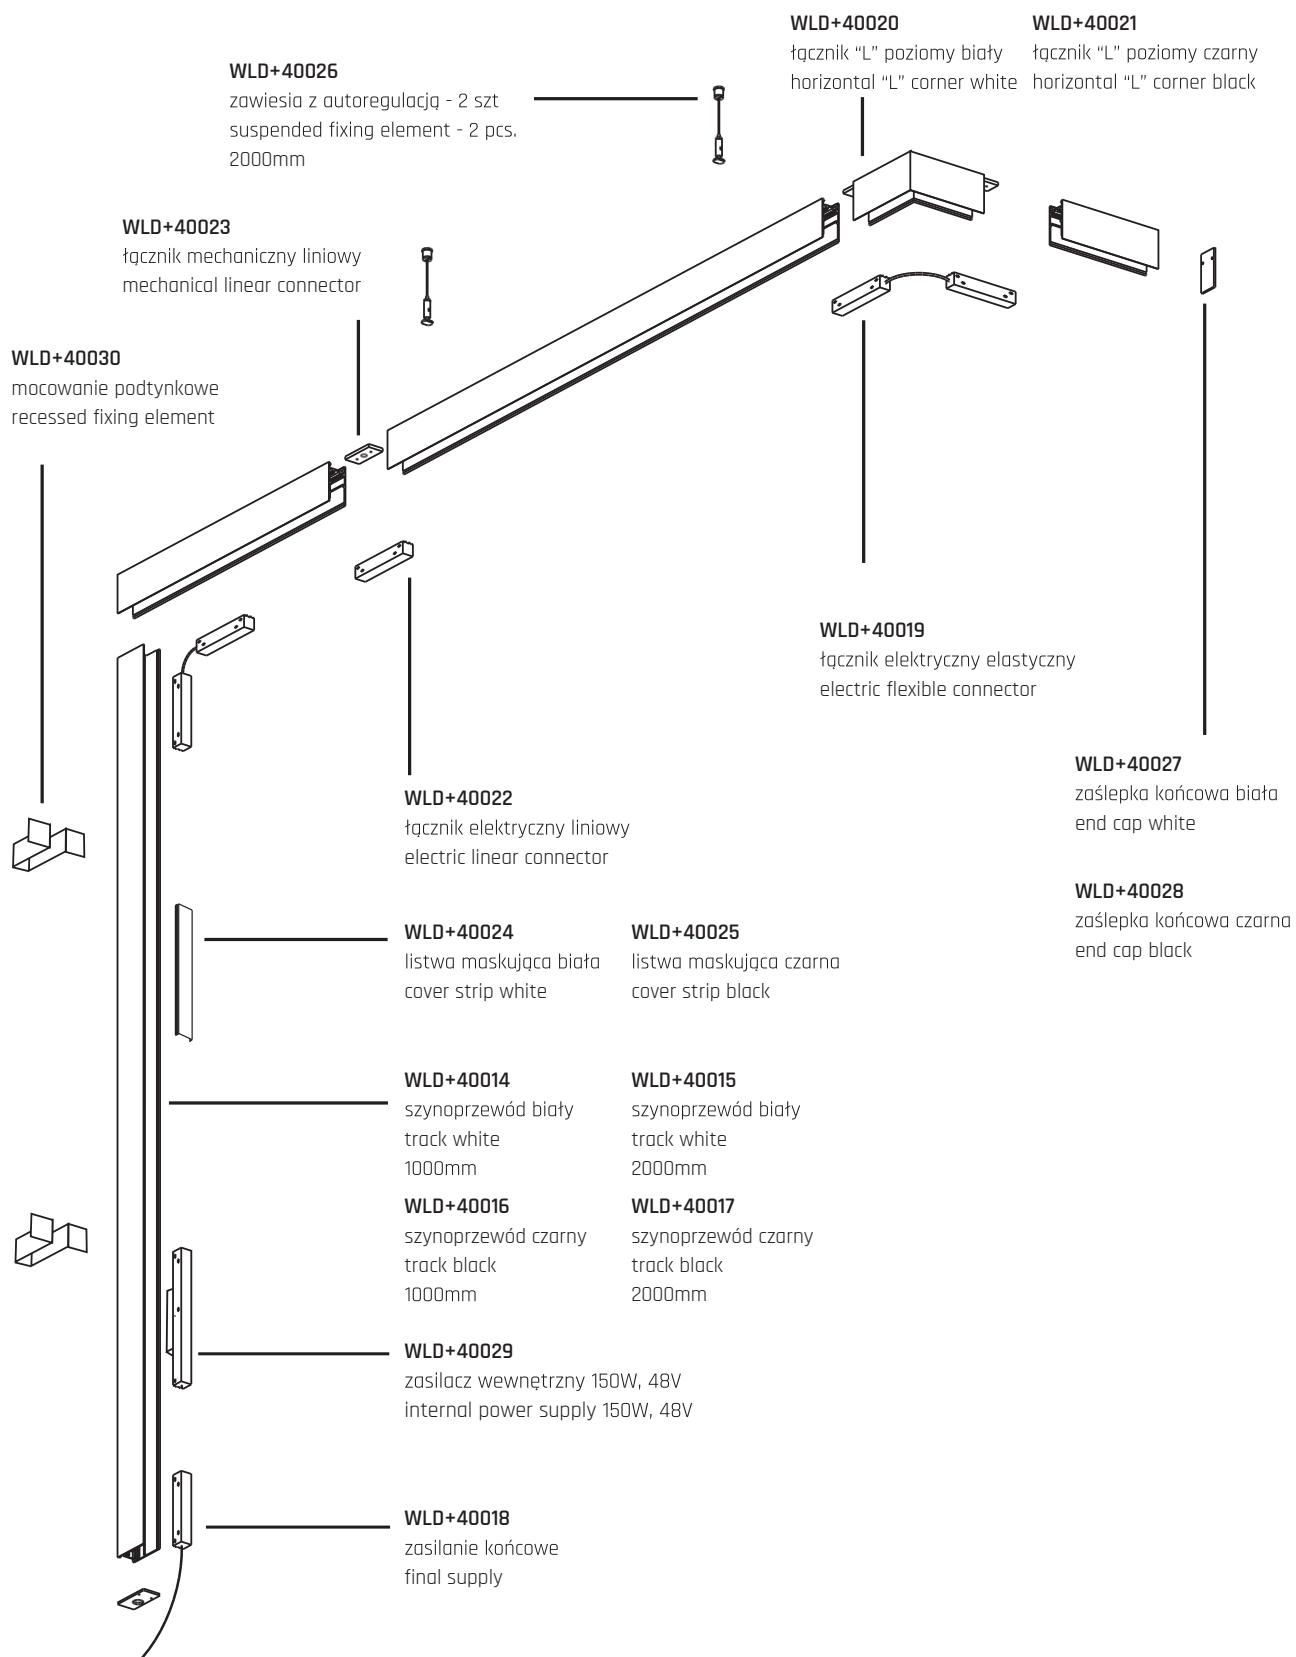 WLD+40020
łącznik “L” poziomy biały
horizontal “L” corner white
WLD+40021
łącznik “L” poziomy czarny
horizontal “L” corner black
WLD+40026
zawiesia z autoregulacją - 2 szt
suspended fixing element - 2 pcs.
2000mm
WLD+40023
łącznik mechaniczny liniowy
mechanical linear connector
WLD+40030
mocowanie podtynkowe
recessed fixing element
WLD+40019
łącznik elektryczny elastyczny
electric flexible connector
WLD+40027
zaślepka końcowa biała
end cap white
WLD+40022
łącznik elektryczny liniowy
electric linear connector
WLD+40028
zaślepka końcowa czarna
end cap black
WLD+40024
listwa maskująca biała
cover strip white
WLD+40025
listwa maskująca czarna
cover strip black
WLD+40014
szynoprzewód biały
track white
1000mm
WLD+40015
szynoprzewód biały
track white
2000mm
WLD+40016
szynoprzewód czarny
track black
1000mm
WLD+40017
szynoprzewód czarny
track black
2000mm
WLD+40029
zasilacz wewnętrzny 150W, 48V
internal power supply 150W, 48V
WLD+40018
zasilanie końcowe
final supply